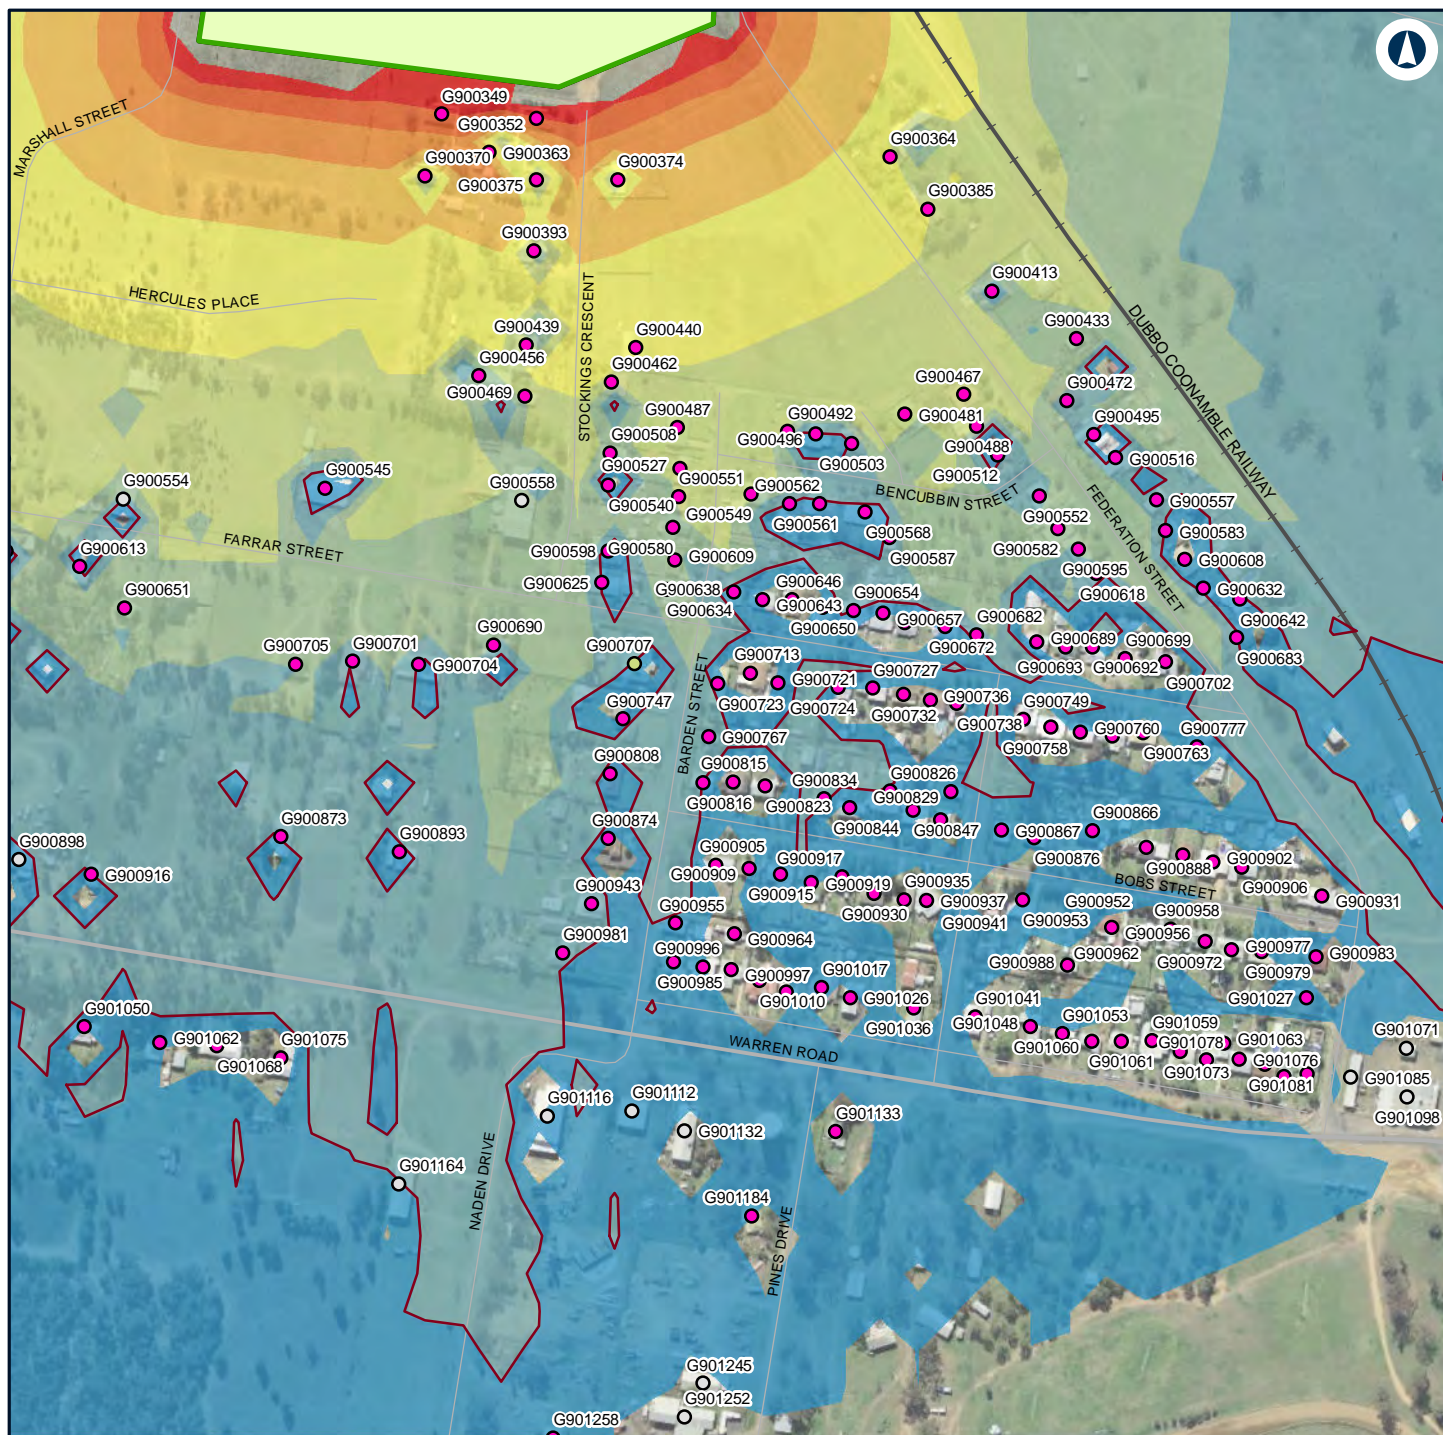 G900349
G900352
MARSHALL STREET
G900364
G900370
G900363
G900374
G900375
G900385
G900393
G900413
HERCULES PLACE
STOCKINGS CRESCENT
DUBBO COONAMBLE RAILWAY
G900439
G900440
G900433
G900456
G900462
G900469
G900467
G900472
G900487
G900492
G900481
G900495
G900508
G900496
G900503
G900488
G900512
G900516
G900545
G900554
G900558
G900527
G900551
G900562
BENCUBBIN STREET
FEDERATION STREET
G900557
G900540
G900549
G900561
G900568
G900552
G900583
FARRAR STREET
G900598
G900580
G900609
G900587
G900582
G900608
G900613
G900625
G900595
G900638
G900646
G900654
G900618
G900632
G900651
G900634
G900643
G900650
G900657
G900682
G900642
G900672
G900689
G900699
G900683
G900690
G900705
G900701
G900704
G900707
G900693
G900692
G900702
BARDEN STREET
G900713
G900721
G900727
G900723
G900724
G900732
G900736
G900747
G900738
G900749
G900760
G900777
G900758
G900763
G900767
G900808
G900815
G900834
G900826
G900816
G900823
G900829
G900844
G900847
G900866
G900873
G900874
G900893
G900867
G900876
G900898
G900905
G900917
G900888
G900902
G900916
G900909
G900915
G900919
G900935
BOBS STREET
G900906
G900943
G900930
G900937
G900952
G900931
G900955
G900941
G900953
G900958
G900956
G900981
G900964
G900962
G900977
G900983
G900996
G900988
G900972
G900979
G900985
G900997
G901017
G901010
G901026
G901027
G901036
G901041
G901050
G901048
G901053
G901059
G901062
G901075
G901060
G901078
G901063
G901071
G901068
WARREN ROAD
G901061
G901073
G901076
G901081
G901085
G901116
G901112
G901133
G901098
G901132
NADEN DRIVE
G901164
G901184
PINES DRIVE
G901245
G901252
G901258